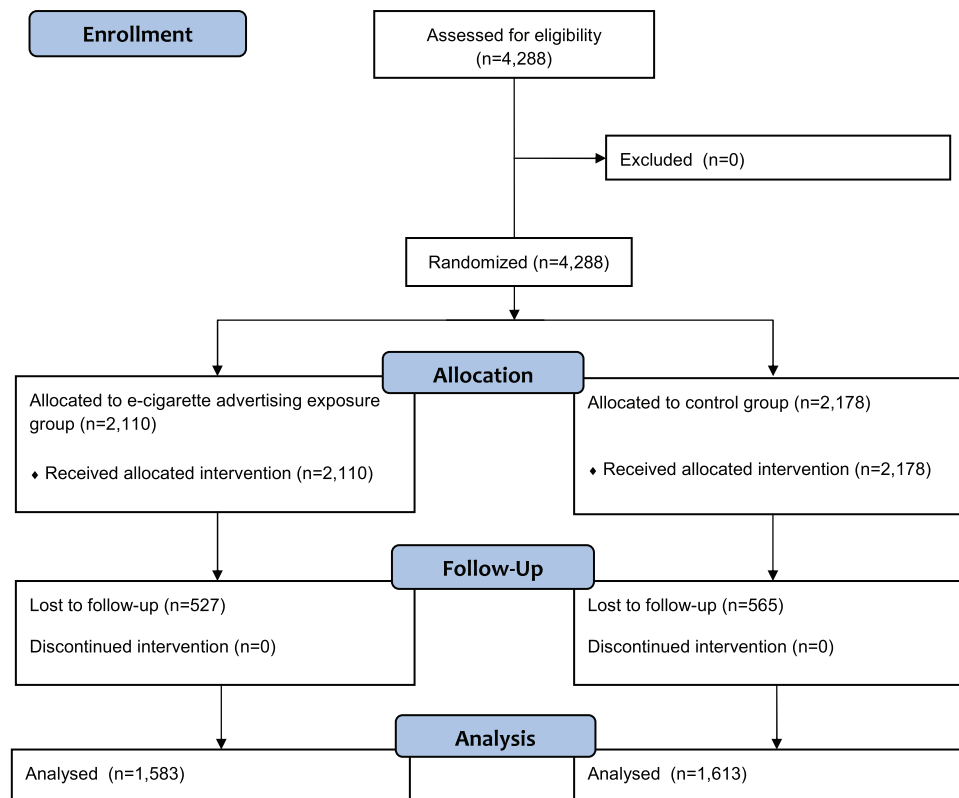 Enrollment
Assessed for eligibility
(n=4,288)
Excluded (n=0)
Randomized (n=4,288)
Allocation
Allocated to e-cigarette advertising exposure
group (n=2,110)
♦ Received allocated intervention (n=2,110)
Allocated to control group (n=2,178)
♦ Received allocated intervention (n=2,178)
Follow-Up
Lost to follow-up (n=527)
Discontinued intervention (n=0)
Lost to follow-up (n=565)
Discontinued intervention (n=0)
Analysis
Analysed (n=1,583)
Analysed (n=1,613)